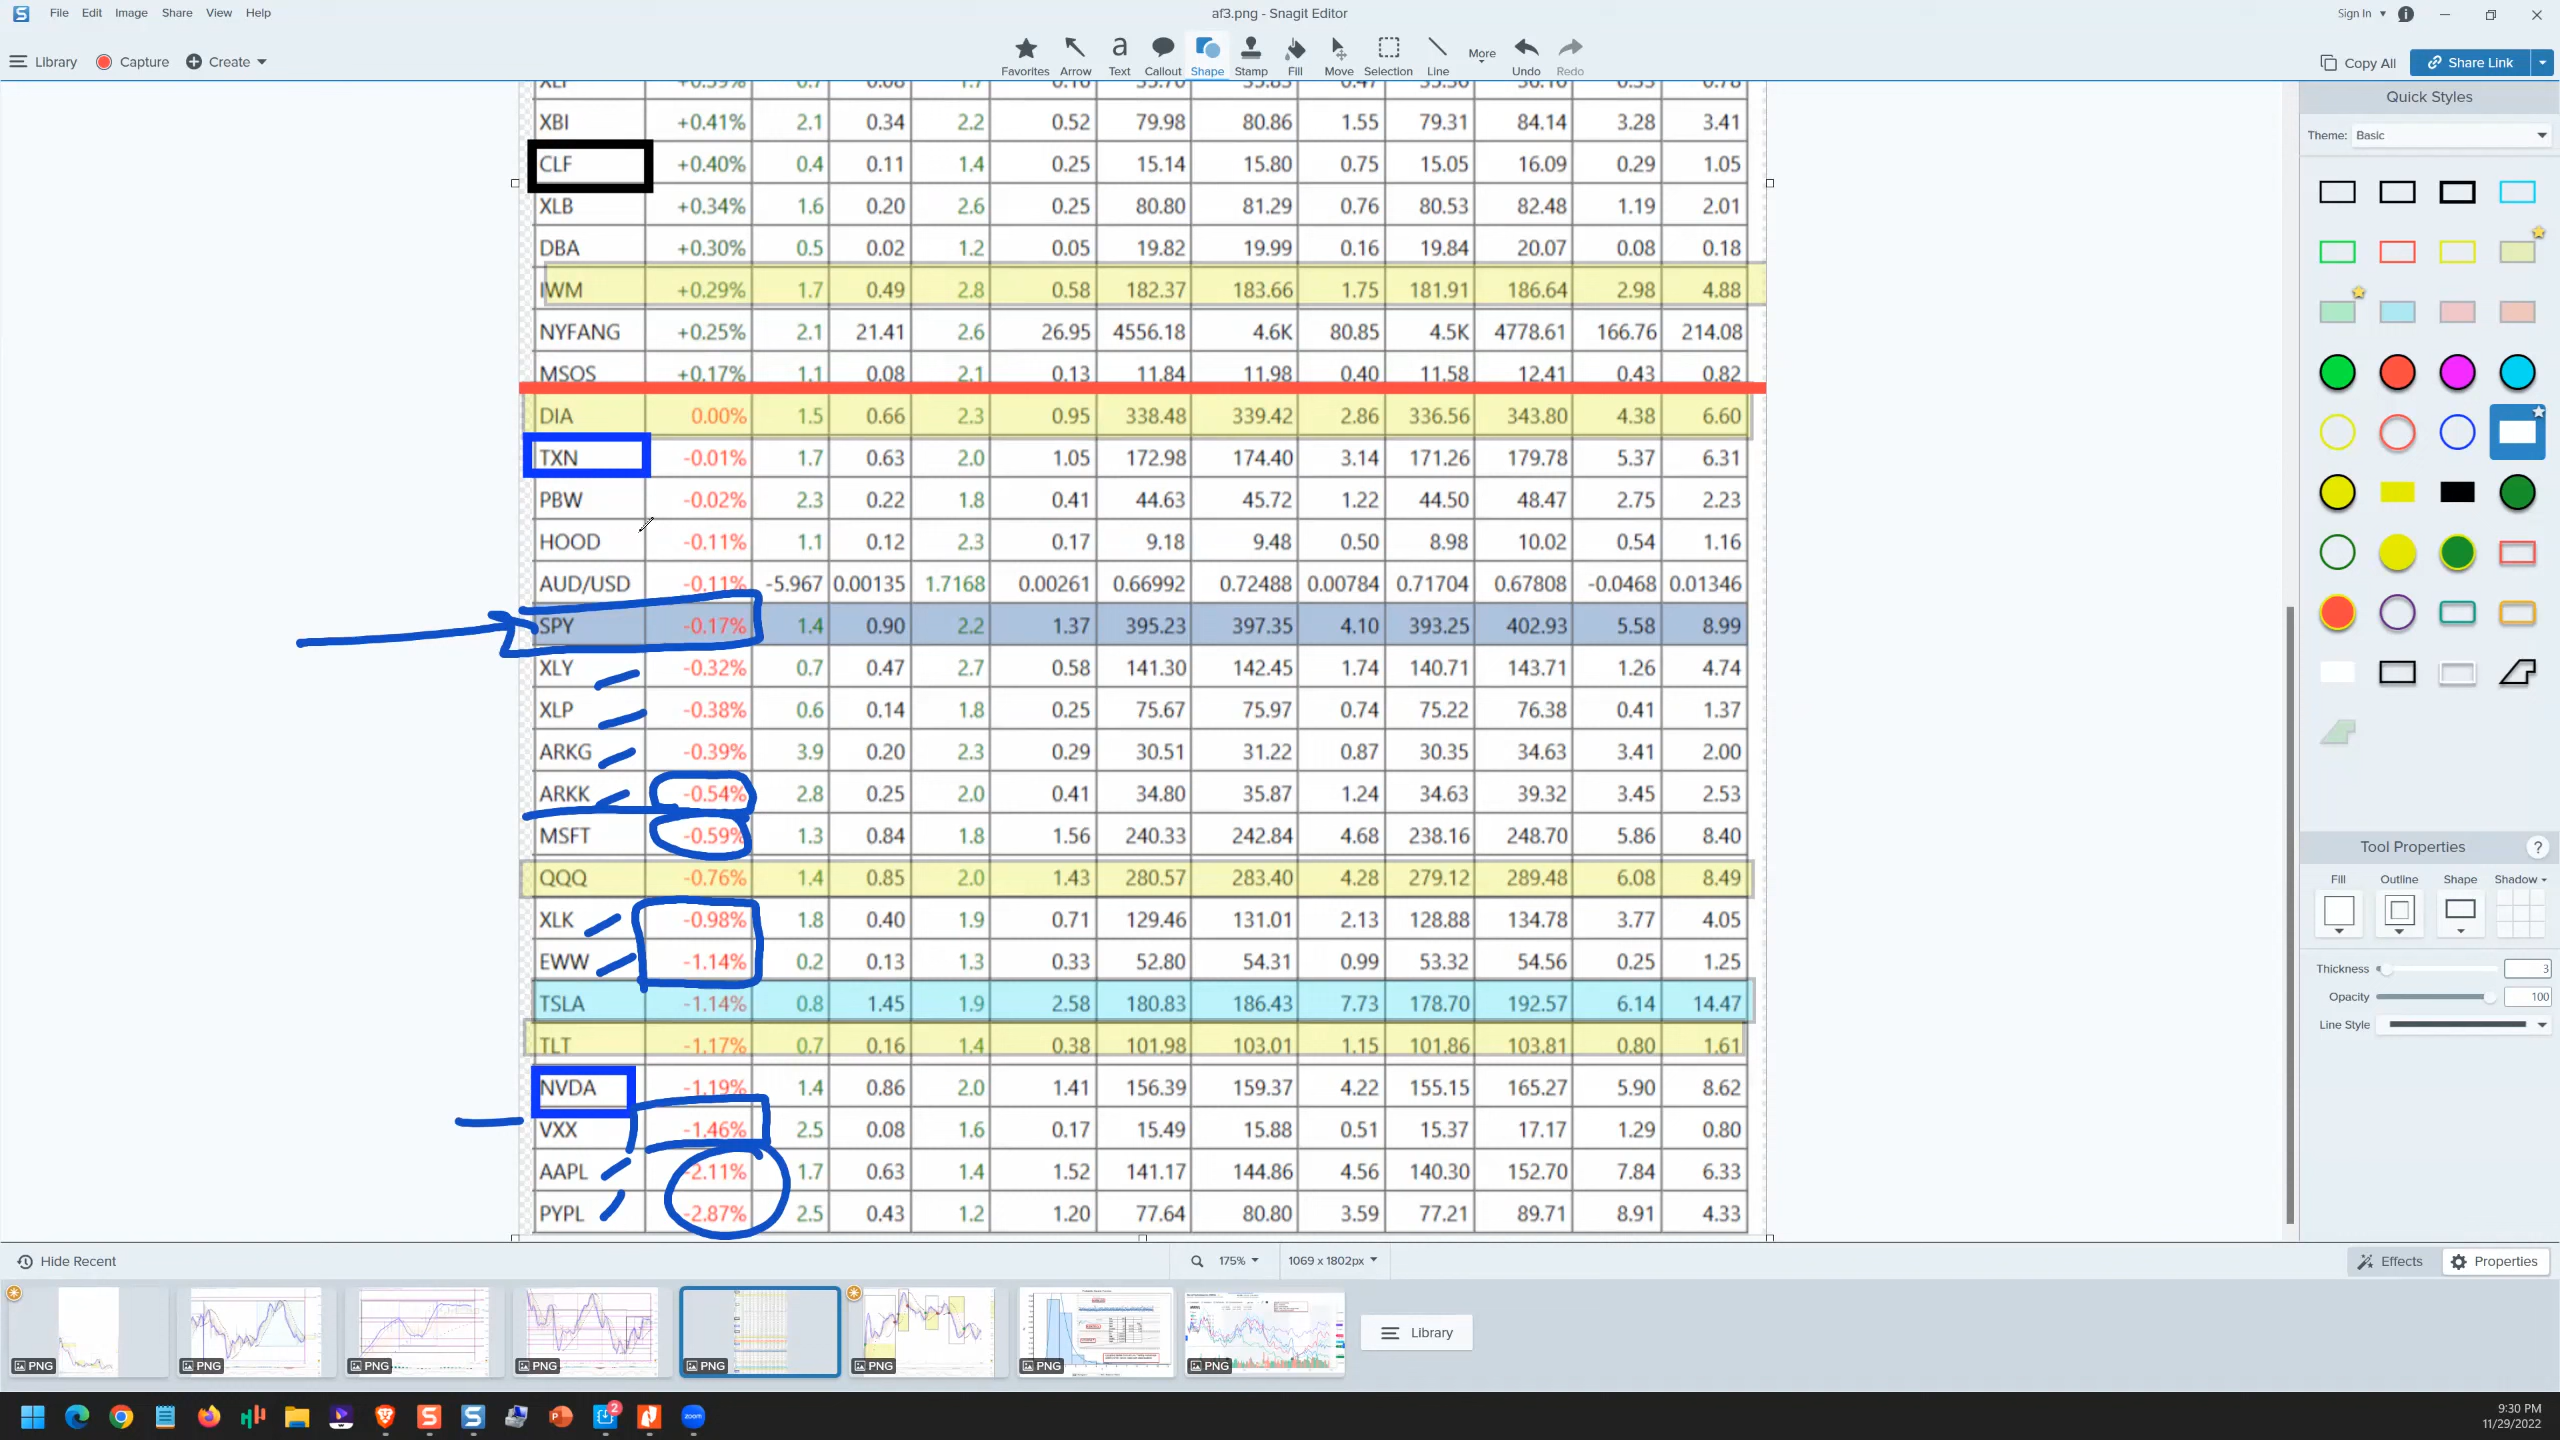 File Edit Image Share View Help
af3.png - Snagit Editor
Sign In
Library Capture Create
Favorites Arrow Text Callout Shape Stamp Fill Move Selection Line More Undo Redo
Copy All Share Link
XBI +0.41% 2.1 0.34 2.2 0.52 79.98 80.86 1.55 79.31 84.14 3.28 3.41
CLF +0.40% 0.4 0.11 1.4 0.25 15.14 15.80 0.75 15.05 16.09 0.29 1.05
XLB +0.34% 1.6 0.20 2.6 0.25 80.80 81.29 0.76 80.53 82.48 1.19 2.01
DBA +0.30% 0.5 0.02 1.2 0.05 19.82 19.99 0.16 19.84 20.07 0.08 0.18
IWM +0.29% 1.7 0.49 2.8 0.58 182.37 183.66 1.75 181.91 186.64 2.98 4.88
NYFANG +0.25% 2.1 21.41 2.6 26.95 4556.18 4.6K 80.85 4.5K 4778.61 166.76 214.08
MSOS +0.17% 1.1 0.08 2.1 0.13 11.84 11.98 0.40 11.58 12.41 0.43 0.82
DIA 0.00% 1.5 0.66 2.3 0.95 338.48 339.42 2.86 336.56 343.80 4.38 6.60
TXN -0.01% 1.7 0.63 2.0 1.05 172.98 174.40 3.14 171.26 179.78 5.37 6.31
PBW -0.02% 2.3 0.22 1.8 0.41 44.63 45.72 1.22 44.50 48.47 2.75 2.23
HOOD -0.11% 1.1 0.12 2.3 0.17 9.18 9.48 0.50 8.98 10.02 0.54 1.16
AUD/USD -0.11% -5.967 0.00135 1.7168 0.00261 0.66992 0.72488 0.00784 0.71704 0.67808 -0.0468 0.01346
SPY -0.17% 1.4 0.90 2.2 1.37 395.23 397.35 4.10 393.25 402.93 5.58 8.99
XLY -0.32% 0.7 0.47 2.7 0.58 141.30 142.45 1.74 140.71 143.71 1.26 4.74
XLP -0.38% 0.6 0.14 1.8 0.25 75.67 75.97 0.74 75.22 76.38 0.41 1.37
ARKG -0.39% 3.9 0.20 2.3 0.29 30.51 31.22 0.87 30.35 34.63 3.41 2.00
ARKK -0.54% 2.8 0.25 2.0 0.41 34.80 35.87 1.24 34.63 39.32 3.45 2.53
MSFT -0.59% 1.3 0.84 1.8 1.56 240.33 242.84 4.68 238.16 248.70 5.86 8.40
QQQ -0.76% 1.4 0.85 2.0 1.43 280.57 283.40 4.28 279.12 289.48 6.08 8.49
XLK -0.98% 1.8 0.40 1.9 0.71 129.46 131.01 2.13 128.88 134.78 3.77 4.05
EWW -1.14% 0.2 0.13 1.3 0.33 52.80 54.31 0.99 53.32 54.56 0.25 1.25
TSLA -1.14% 0.8 1.45 1.9 2.58 180.83 186.43 7.73 178.70 192.57 6.14 14.47
TLT -1.17% 0.7 0.16 1.4 0.38 101.98 103.01 1.15 101.86 103.81 0.80 1.61
NVDA -1.19% 1.4 0.86 2.0 1.41 156.39 159.37 4.22 155.15 165.27 5.90 8.62
VXX -1.46% 2.5 0.08 1.6 0.17 15.49 15.88 0.51 15.37 17.17 1.29 0.80
AAPL -2.11% 1.7 0.63 1.4 1.52 141.17 144.86 4.56 140.30 152.70 7.84 6.33
PYPL -2.87% 2.5 0.43 1.2 1.20 77.64 80.80 3.59 77.21 89.71 8.91 4.33
Quick Styles
Theme: Basic
Tool Properties ?
Fill Outline Shape Shadow
Thickness 3
Opacity 100
Line Style
Hide Recent
175% 1069 x 1802px
Effects Properties
PNG PNG PNG PNG PNG PNG PNG PNG
Library
2
zoom
9:30 PM
11/29/2022